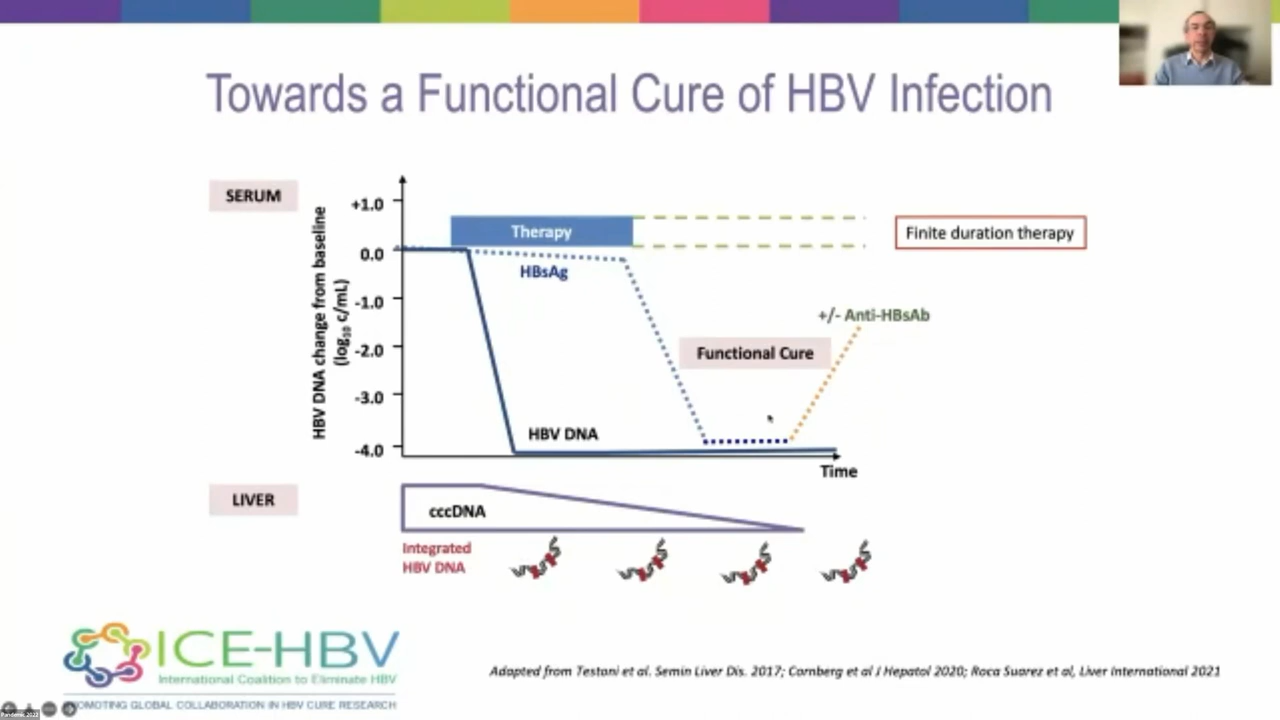 Towards a Functional Cure of HBV Infection
SERUM
HBV DNA change from baseline
(log10 c/mL)
+1.0
0.0
-1.0
-2.0
-3.0
-4.0
Therapy
HBsAg
Finite duration therapy
+/- Anti-HBsAb
Functional Cure
HBV DNA
Time
LIVER
cccDNA
Integrated
HBV DNA
ICE-HBV
International Coalition to Eliminate HBV
OMOTING GLOBAL COLLABORATION IN HBV CURE RESEARCH
Adapted from Testoni et al. Semin Liver Dis. 2017; Cornberg et al J Hepatol 2020; Roca Suarez et al, Liver International 2021